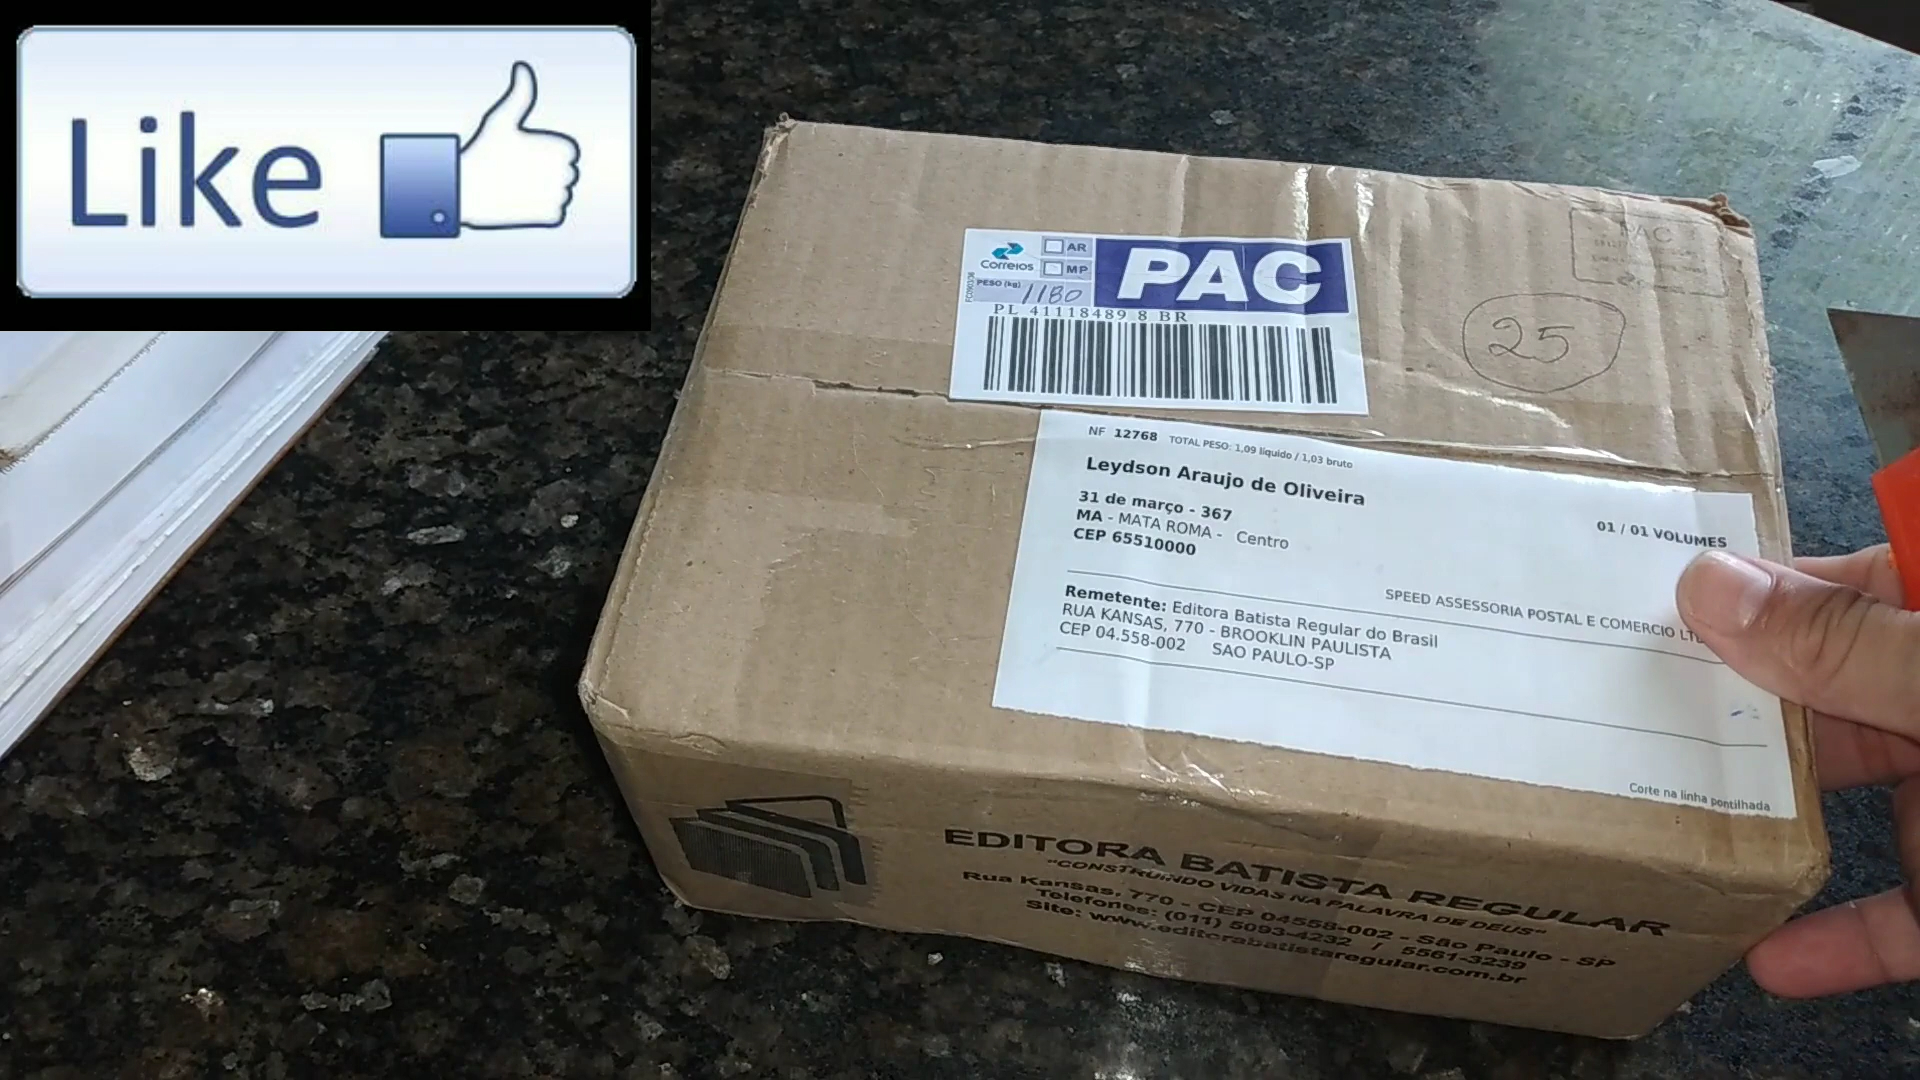 Like
Correios
AR
MP
PAC
PESO (kg)
1180
PL 41118489 8 BR
PAC
25
NF 12768 TOTAL PESO: 1,09 líquido / 1,03 bruto
Leydson Araujo de Oliveira
31 de março - 367
MA - MATA ROMA - Centro
CEP 65510000
01 / 01 VOLUMES
SPEED ASSESSORIA POSTAL E COMERCIO
Remetente: Editora Batista Regular do Brasil
RUA KANSAS, 770 - BROOKLIN PAULISTA
CEP 04.558-002 SAO PAULO-SP
Corte na linha pontilhada
EDITORA BATISTA REGULAR
"CONSTRUINDO VIDAS NA PALAVRA DE DEUS"
Rua Kansas, 770 - CEP 04558-002 - São Paulo - SP
Telefones: (011) 5093-4232 / 5561-3239
Site: www.editorabatistaregular.com.br